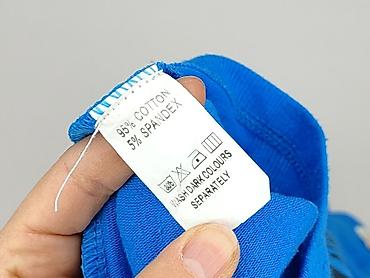 95% COTTON
5% SPANDEX
WASH DARK COLOURS
SEPARATELY